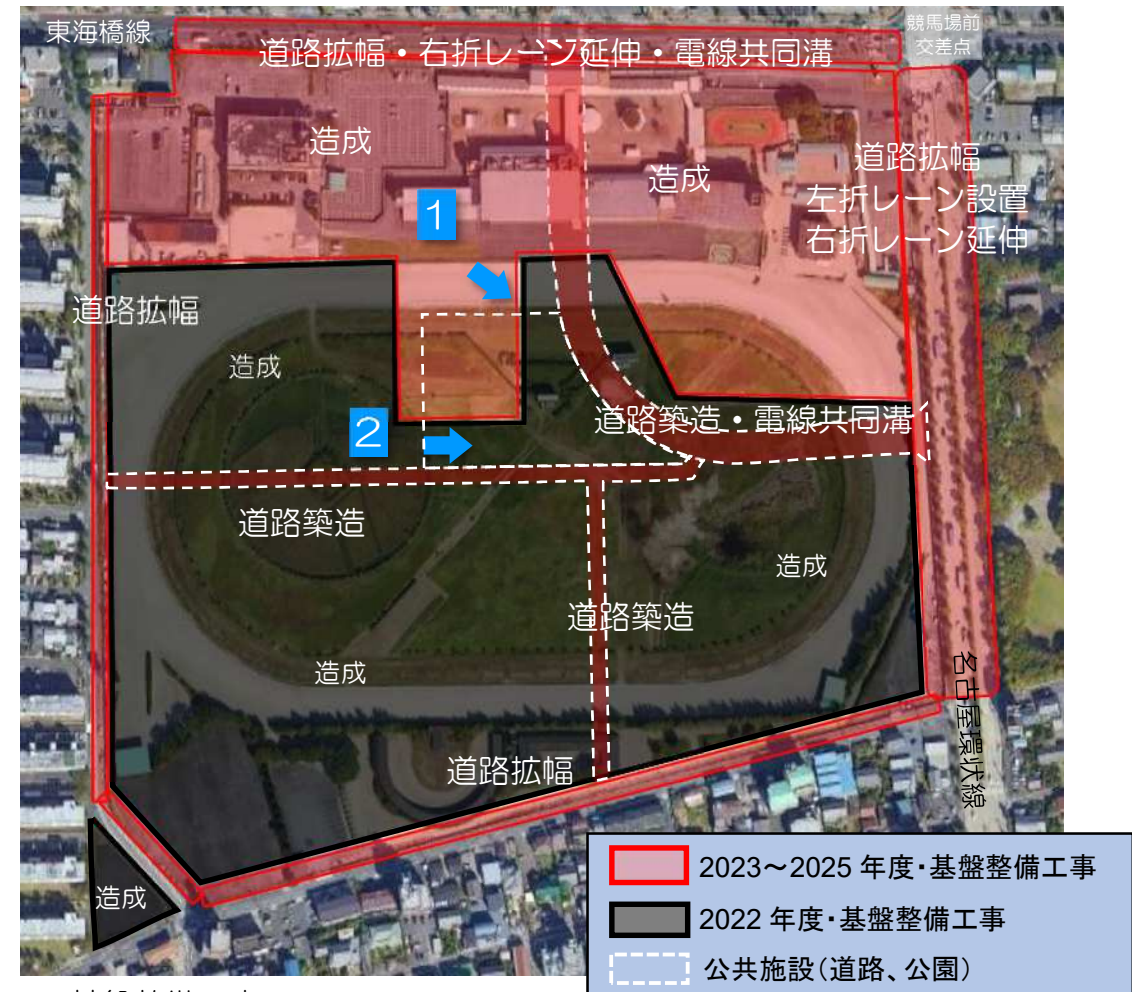 東海橋線
競馬場前
交差点
道路拡幅・右折レーン延伸・電線共同溝
造成
造成
道路拡幅
左折レーン設置
右折レーン延伸
1
道路拡幅
造成
2
道路築造・電線共同溝
道路築造
造成
道路築造
造成
名古屋環状線
道路拡幅
造成
2023～2025 年度・基盤整備工事
2022 年度・基盤整備工事
公共施設（道路、公園）